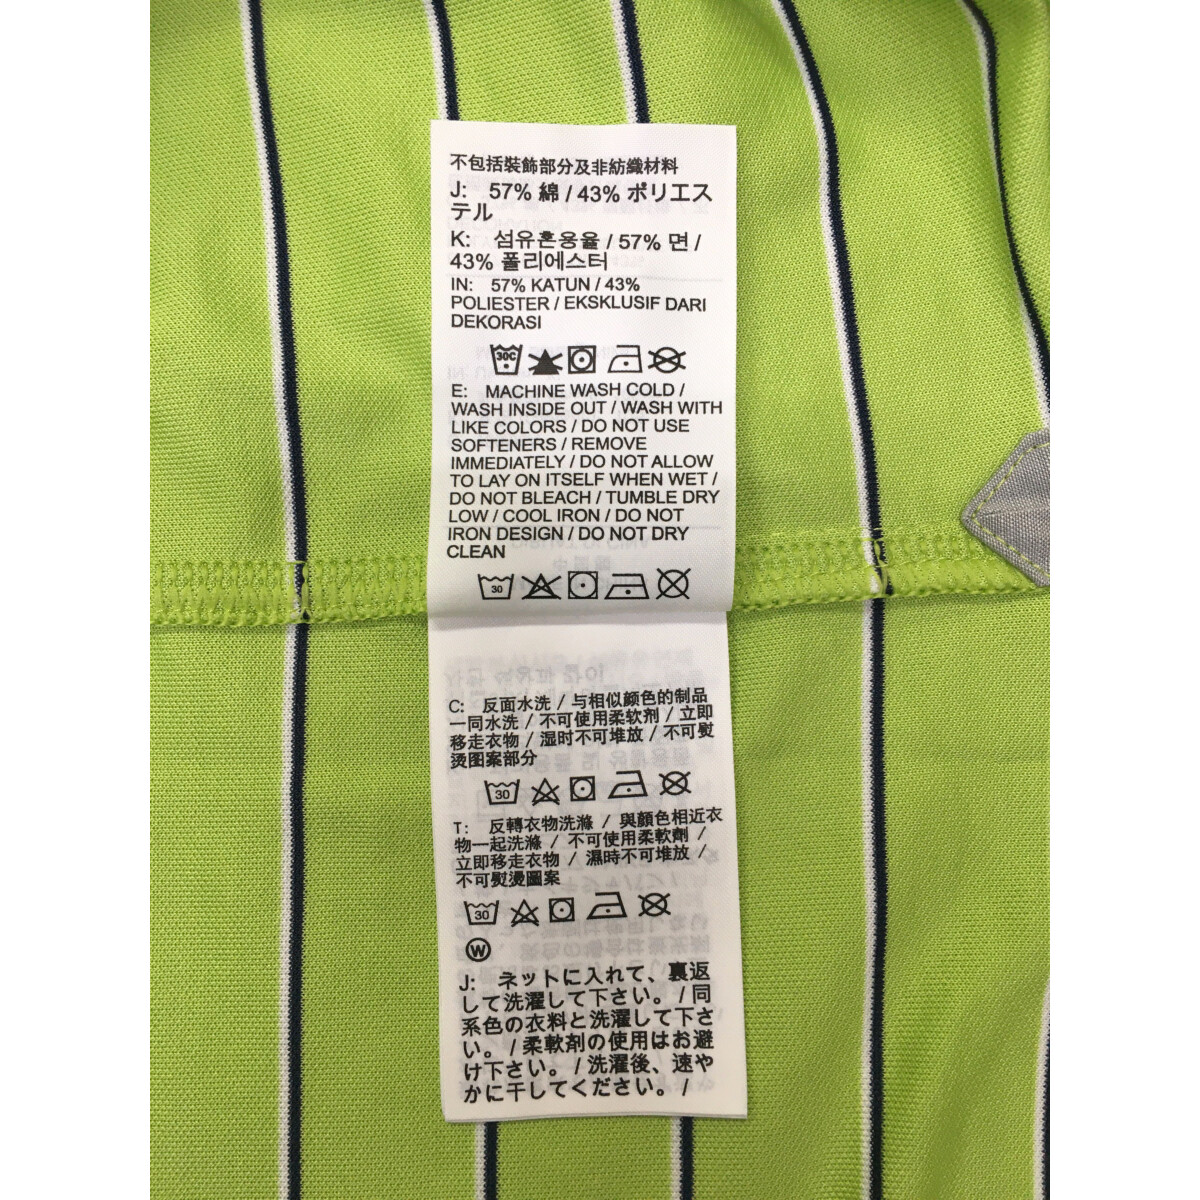 不包括裝飾部分及非紡織材料
J: 57% 綿 / 43% ポリエス
テル
K: 섬유혼용율 / 57% 면 /
43% 폴리에스터
IN: 57% KATUN / 43%
POLIESTER / EKSKLUSIF DARI
DEKORASI
30C
E: MACHINE WASH COLD /
WASH INSIDE OUT / WASH WITH
LIKE COLORS / DO NOT USE
SOFTENERS / REMOVE
IMMEDIATELY / DO NOT ALLOW
TO LAY ON ITSELF WHEN WET /
DO NOT BLEACH / TUMBLE DRY
LOW / COOL IRON / DO NOT
IRON DESIGN / DO NOT DRY
CLEAN
30
C: 反面水洗 / 与相似颜色的制品
一同水洗 / 不可使用柔软剂 / 立即
移走衣物 / 湿时不可堆放 / 不可熨
烫图案部分
30
T: 反轉衣物洗滌 / 與顏色相近衣
物一起洗滌 / 不可使用柔軟劑 /
立即移走衣物 / 濕時不可堆放 /
不可熨燙圖案
30
W
J: ネットに入れて、裏返
して洗濯して下さい。 / 同
系色の衣料と洗濯して下さ
い。 / 柔軟剤の使用はお避
け下さい。 / 洗濯後、速や
かに干してください。 /